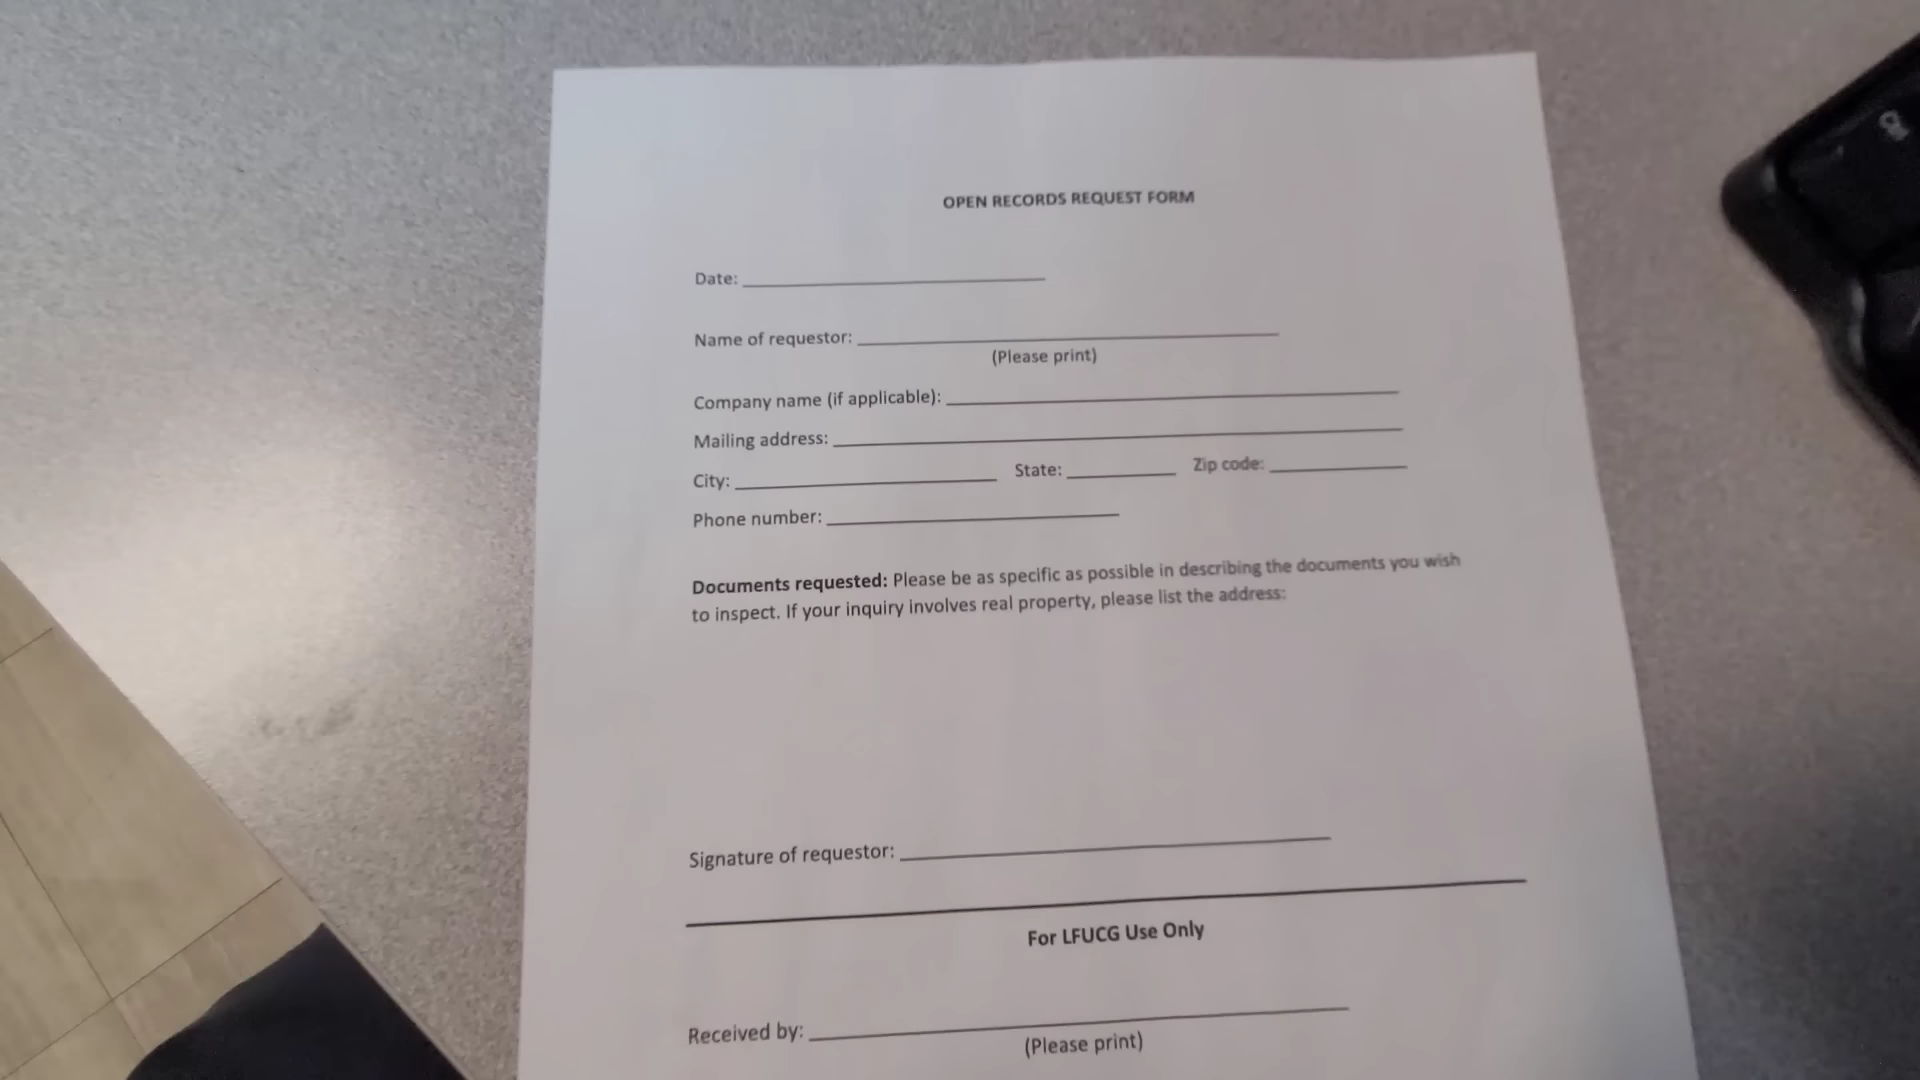 OPEN RECORDS REQUEST FORM
Date:
Name of requestor:
(Please print)
Company name (if applicable):
Mailing address:
City: State: Zip code:
Phone number:
Documents requested: Please be as specific as possible in describing the documents you wish
to inspect. If your inquiry involves real property, please list the address:
Signature of requestor:
For LFUCG Use Only
Received by:
(Please print)